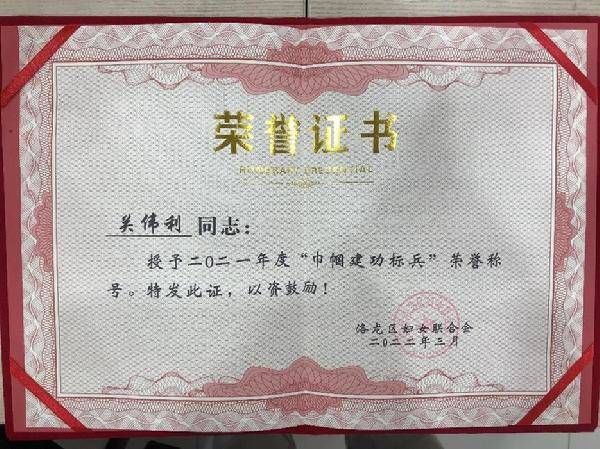 荣誉证书
HONORARY CREDENTIAL
关伟利 同志：
授予二〇二一年度“巾帼建功标兵”荣誉称
号。特发此证，以资鼓励！
洛龙区妇女联合会
二〇二二年三月